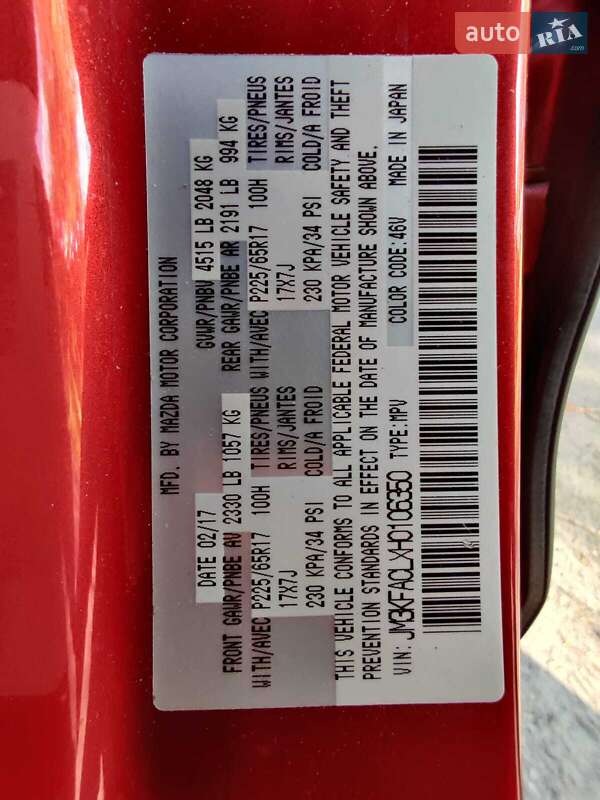 auto RIA.com
MFD. BY MAZDA MOTOR CORPORATION
DATE 02/17 GVWR/PNBV 4515 LB 2048 KG
FRONT GAWR/PNBE AV 2330 LB 1057 KG REAR GAWR/PNBE AR 2191 LB 994 KG
WITH/AVEC P225/65R17 100H TIRES/PNEUS WITH/AVEC P225/65R17 100H TIRES/PNEUS
17X7J RIMS/JANTES 17X7J RIMS/JANTES
230 KPA/34 PSI COLD/A FROID 230 KPA/34 PSI COLD/A FROID
THIS VEHICLE CONFORMS TO ALL APPLICABLE FEDERAL MOTOR VEHICLE SAFETY AND THEFT
PREVENTION STANDARDS IN EFFECT ON THE DATE OF MANUFACTURE SHOWN ABOVE.
VIN: JM3KFACLXH0106350 TYPE:MPV COLOR CODE: 46V MADE IN JAPAN